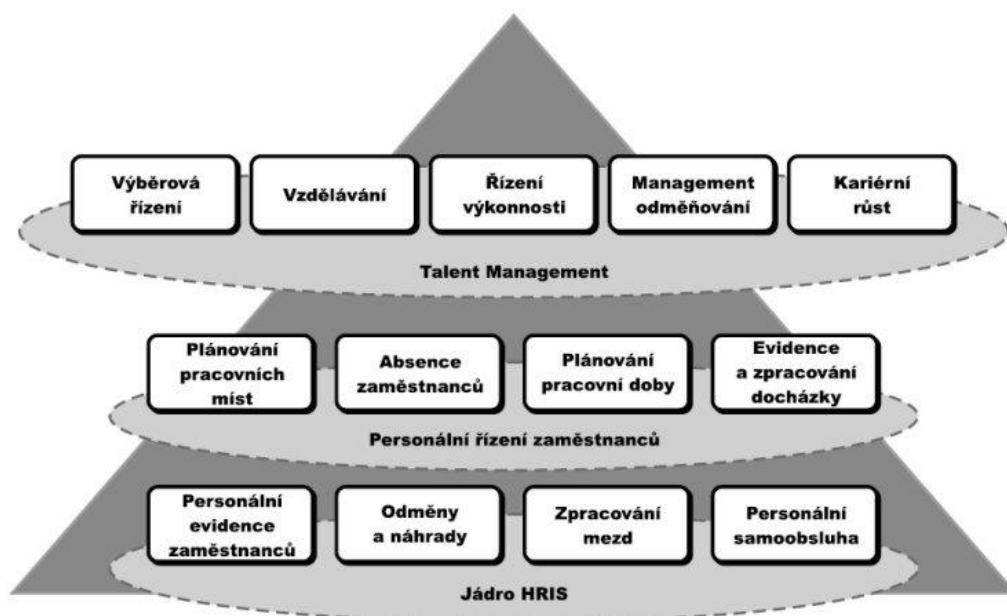 Výběrová
řízení
Vzdělávání
Řízení
výkonnosti
Management
odměňování
Kariérní
růst
Talent Management
Plánování
pracovních
míst
Absence
zaměstnanců
Plánování
pracovní doby
Evidence
a zpracování
docházky
Personální řízení zaměstnanců
Personální
evidence
zaměstnanců
Odměny
a náhrady
Zpracování
mezd
Personální
samoobsluha
Jádro HRIS